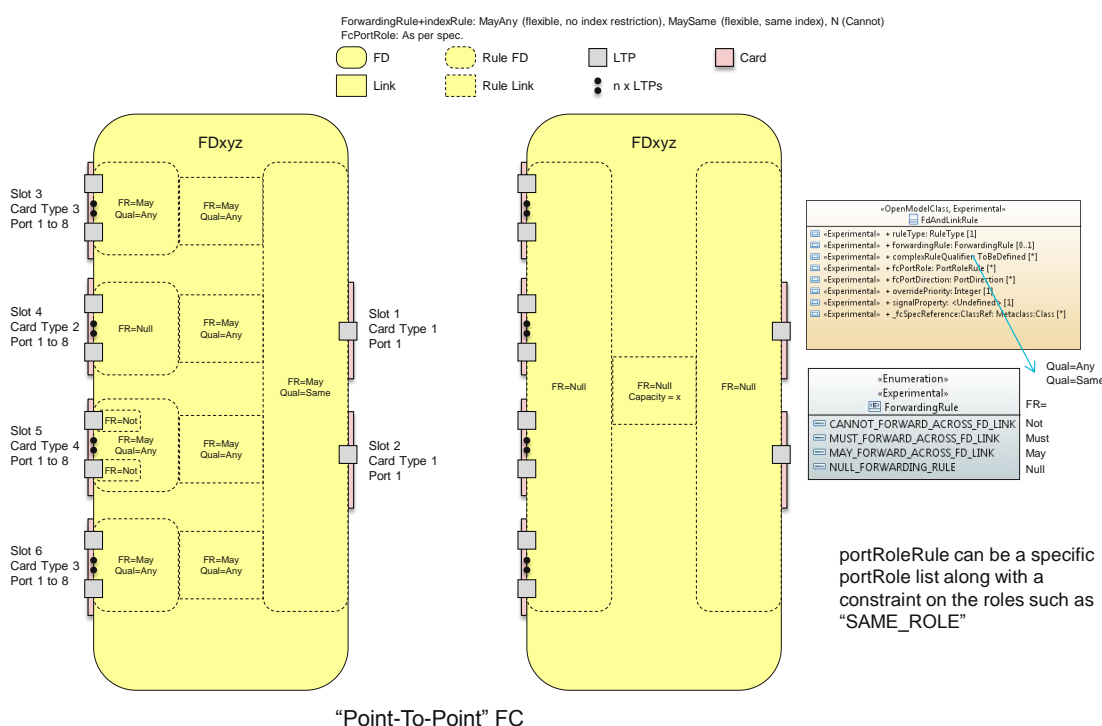 ForwardingRule+indexRule: MayAny (flexible, no index restriction), MaySame (flexible, same index), N (Cannot)
FcPortRole: As per spec.
FD
Rule FD
LTP
Card
Link
Rule Link
n x LTPs
FDxyz
Slot 3
Card Type 3
Port 1 to 8
FR=May
Qual=Any
FR=May
Qual=Any
Slot 4
Card Type 2
Port 1 to 8
FR=Null
FR=May
Qual=Any
Slot 5
Card Type 4
Port 1 to 8
FR=Not
FR=May
Qual=Any
FR=Not
FR=May
Qual=Any
Slot 6
Card Type 3
Port 1 to 8
FR=May
Qual=Any
FR=May
Qual=Any
FR=May
Qual=Same
Slot 1
Card Type 1
Port 1
Slot 2
Card Type 1
Port 1
FDxyz
FR=Null
FR=Null
Capacity = x
FR=Null
«OpenModelClass, Experimental»
FdAndLinkRule
«Experimental» + ruleType: RuleType [1]
«Experimental» + forwardingRule: ForwardingRule [0..1]
«Experimental» + complexRuleQualifier: ToBeDefined [*]
«Experimental» + fcPortRole: PortRoleRule [*]
«Experimental» + fcPortDirection: PortDirection [*]
«Experimental» + overridePriority: Integer [1]
«Experimental» + signalProperty: <Undefined> [1]
«Experimental» + _fcSpecReference:ClassRef: Metaclass:Class [*]
Qual=Any
Qual=Same
«Enumeration»
«Experimental»
ForwardingRule
CANNOT_FORWARD_ACROSS_FD_LINK
MUST_FORWARD_ACROSS_FD_LINK
MAY_FORWARD_ACROSS_FD_LINK
NULL_FORWARDING_RULE
FR=
Not
Must
May
Null
portRoleRule can be a specific
portRole list along with a
constraint on the roles such as
“SAME_ROLE”
“Point-To-Point” FC